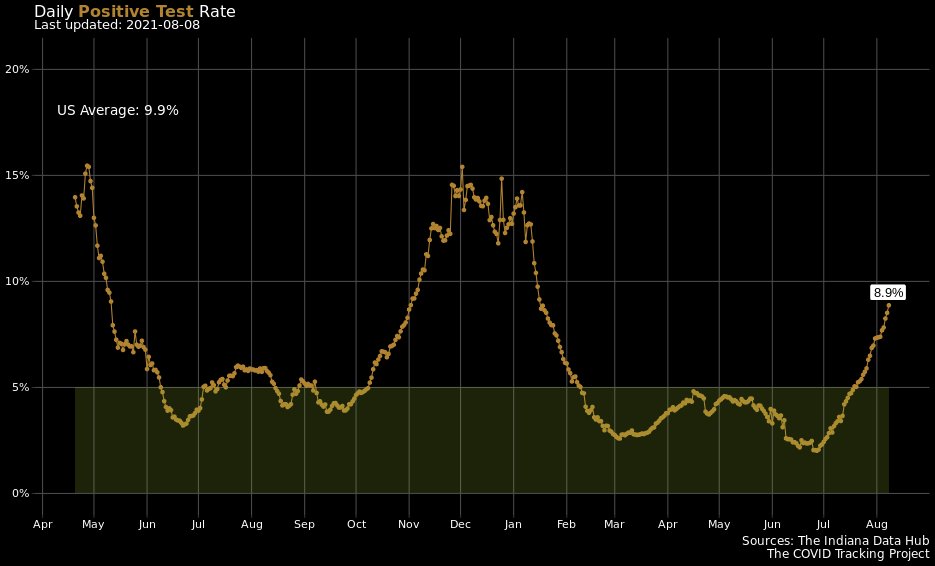 Daily Positive Test Rate
Last updated: 2021-08-08
20%
US Average: 9.9%
15%
10%
8.9%
5%
0%
Apr May Jun Jul Aug Sep Oct Nov Dec Jan Feb Mar Apr May Jun Jul Aug
Sources: The Indiana Data Hub
The COVID Tracking Project